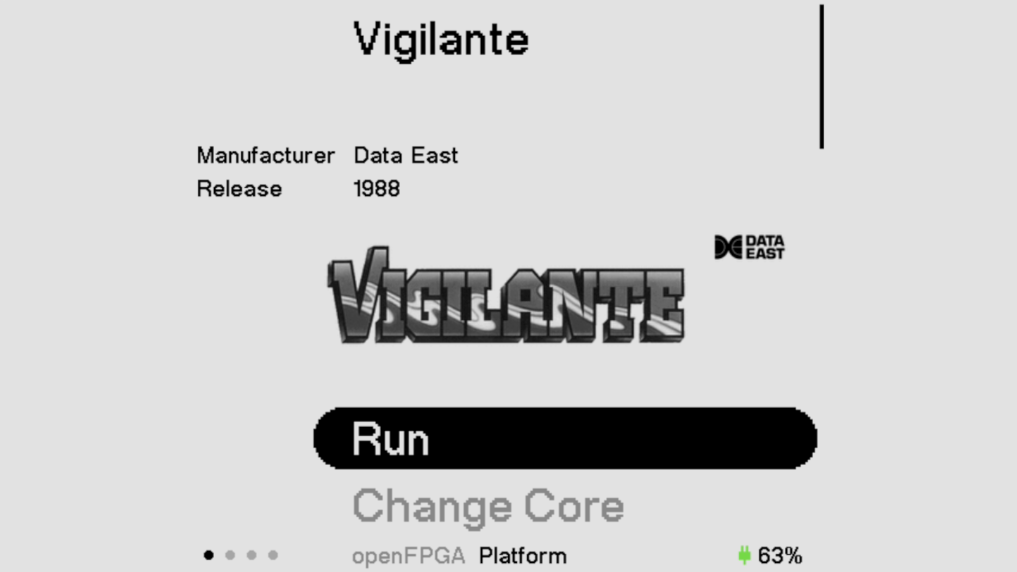 Vigilante
Manufacturer Data East
Release 1988
DATA
EAST
VIGILANTE
Run
Change Core
openFPGA Platform 63%